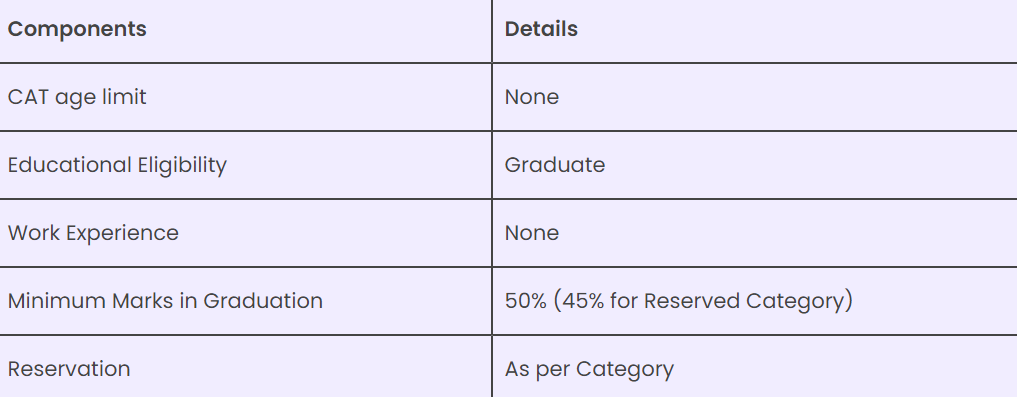 Components Details
CAT age limit None
Educational Eligibility Graduate
Work Experience None
Minimum Marks in Graduation 50% (45% for Reserved Category)
Reservation As per Category